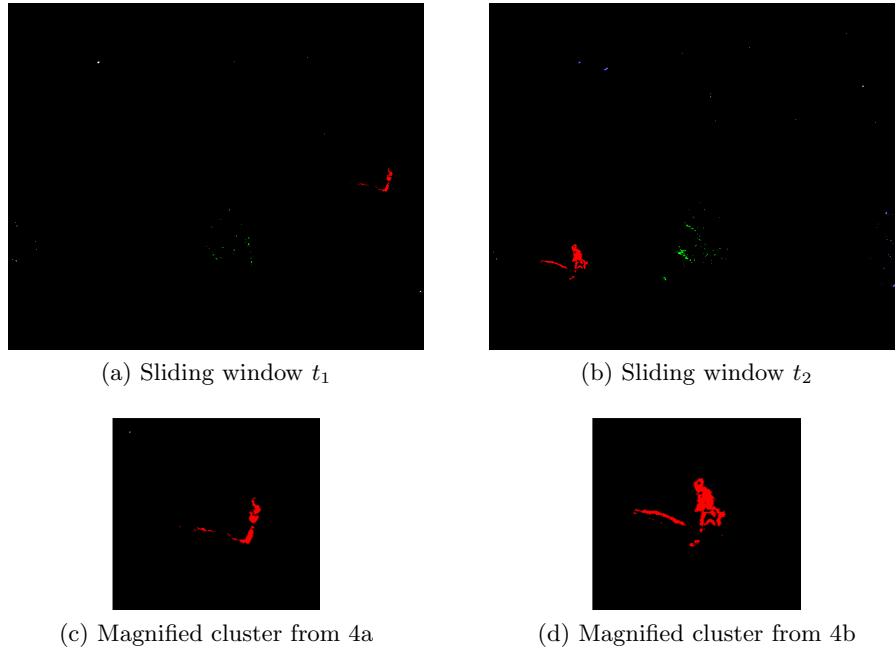 (a) Sliding window t₁
(b) Sliding window t₂
(c) Magnified cluster from 4a
(d) Magnified cluster from 4b